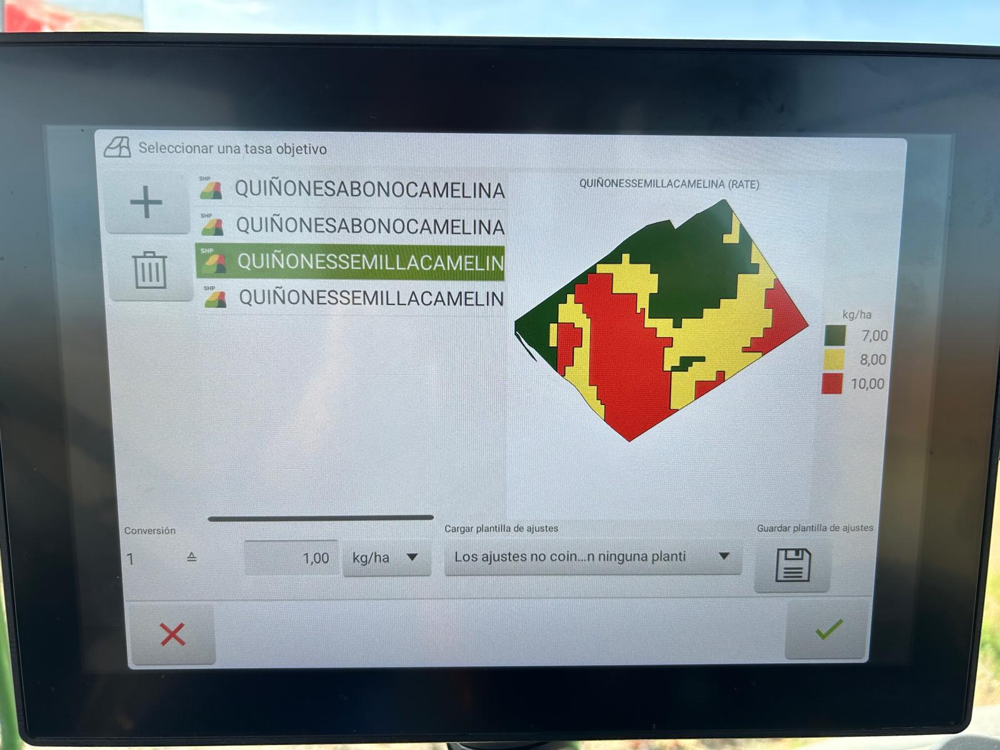 Seleccionar una tasa objetivo
SHP
QUIÑONESABONOCAMELINA
SHP
QUIÑONESABONOCAMELINA
SHP
QUIÑONESSEMILLACAMELIN
SHP
QUIÑONESSEMILLACAMELIN
QUIÑONESSEMILLACAMELINA (RATE)
kg/ha
7,00
8,00
10,00
Conversión
1 ≙ 1,00 kg/ha
Cargar plantilla de ajustes
Los ajustes no coin...n ninguna planti
Guardar plantilla de ajustes